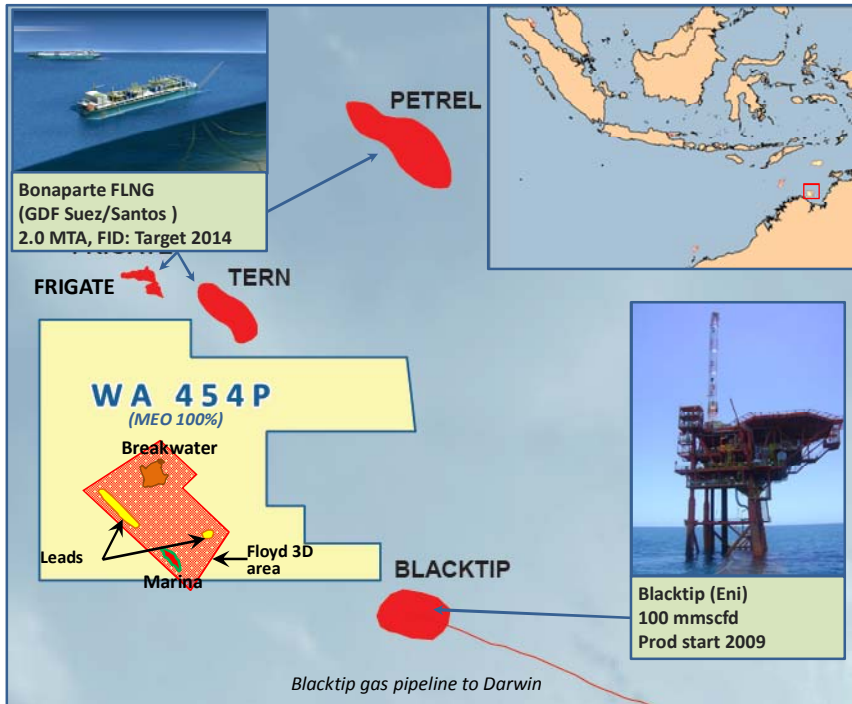 PETREL
Bonaparte FLNG
(GDF Suez/Santos )
2.0 MTA, FID: Target 2014
FRIGATE
FRIGATE
TERN
WA 454P
(MEO 100%)
Breakwater
Leads
Floyd 3D
area
Marina
BLACKTIP
Blacktip (Eni)
100 mmscfd
Prod start 2009
Blacktip gas pipeline to Darwin